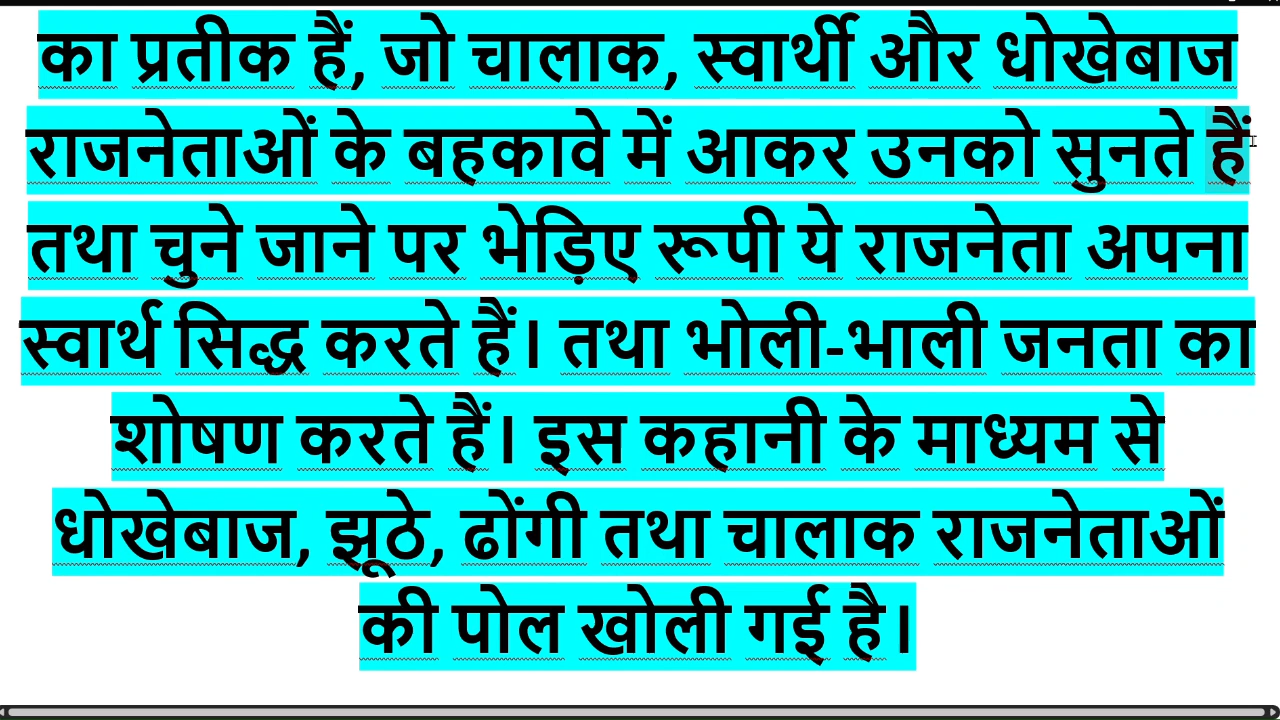 का प्रतीक हैं, जो चालाक, स्वार्थी और धोखेबाज
राजनेताओं के बहकावे में आकर उनको सुनते हैं
तथा चुने जाने पर भेड़िए रूपी ये राजनेता अपना
स्वार्थ सिद्ध करते हैं। तथा भोली-भाली जनता का
शोषण करते हैं। इस कहानी के माध्यम से
धोखेबाज, झूठे, ढोंगी तथा चालाक राजनेताओं
की पोल खोली गई है।